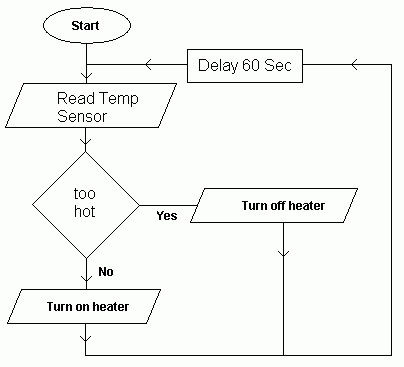 Start
Delay 60 Sec
Read Temp
Sensor
too
hot
Yes
Turn off heater
No
Turn on heater